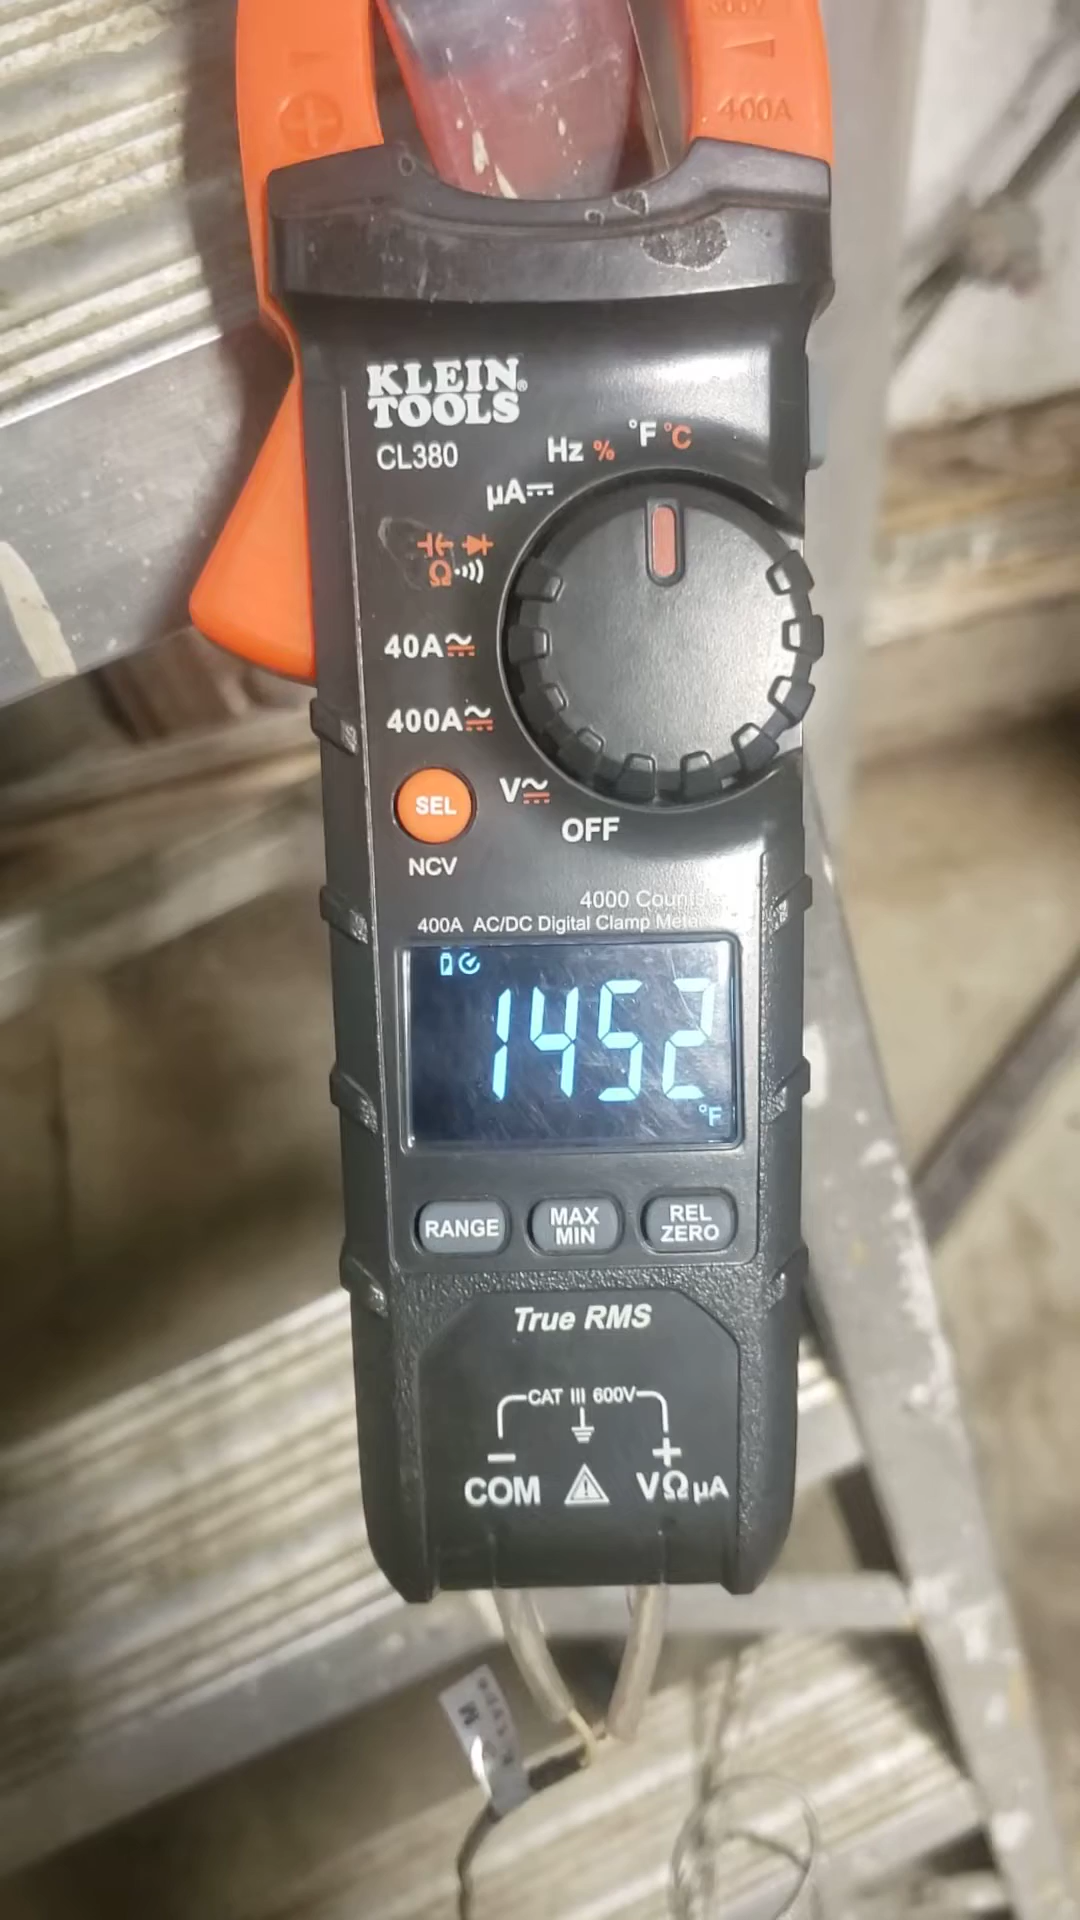 400A
KLEIN
TOOLS®
CL380
Hz % °F °C
µA
Ω
40A
400A
SEL
V
OFF
NCV
4000 Counts
400A AC/DC Digital Clamp Meter
1452
°F
RANGE
MAX
MIN
REL
ZERO
True RMS
CAT III 600V
− +
COM VΩµA